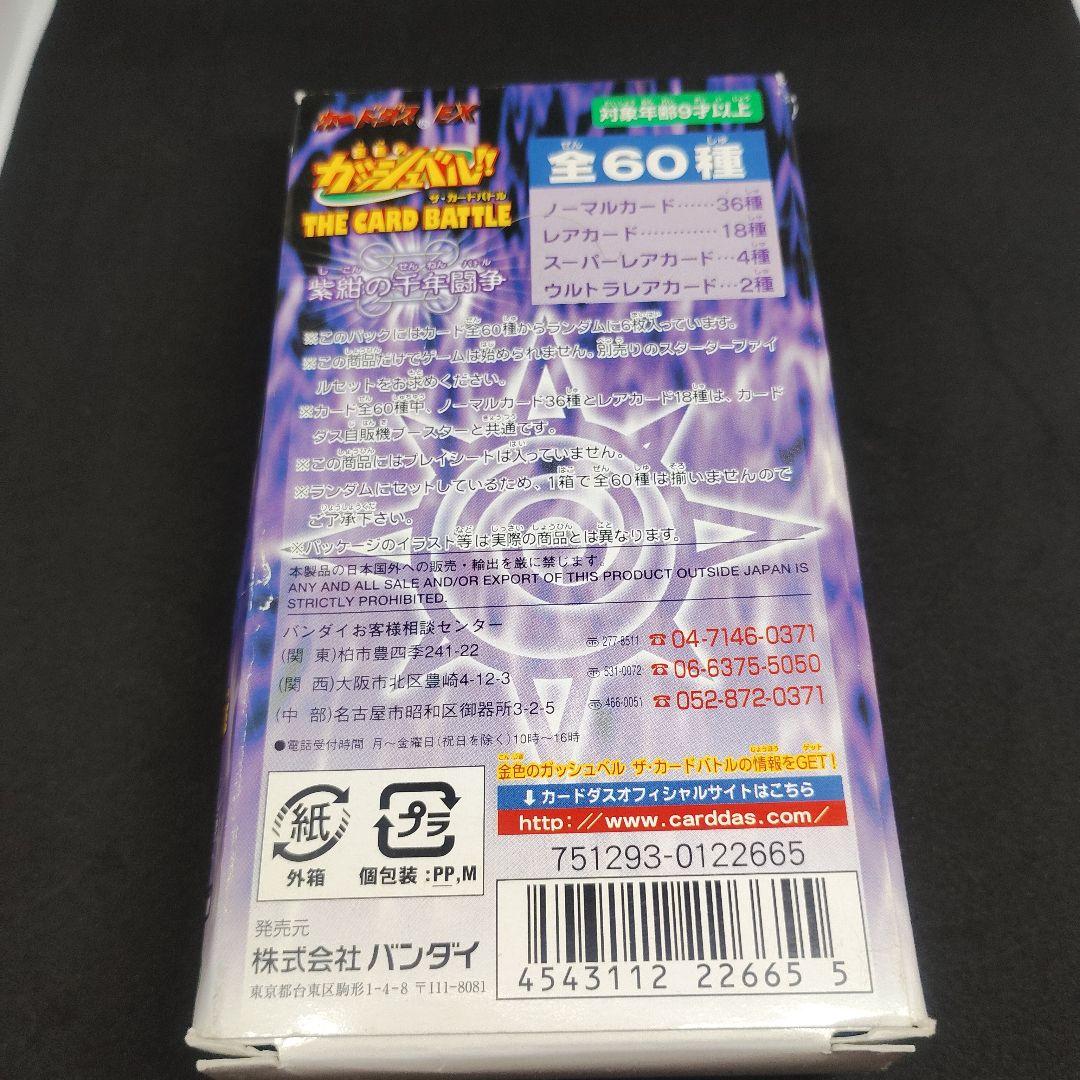 カードダス®EX
対象年齢9才以上
金色の
ガッシュベル!!
ザ・カードバトル
THE CARD BATTLE
紫紺の千年闘争
しこん せんねん バトル
全60種
ぜん しゅ
ノーマルカード……36種
レアカード…………18種
スーパーレアカード…4種
ウルトラレアカード…2種
※このパックにはカード全60種からランダムに6枚入っています。
※この商品だけでゲームは始められません。別売りのスターターファイ
ルセットをお求めください。
※カード全60種中、ノーマルカード36種とレアカード18種は、カード
ダス自販機ブースターと共通です。
※この商品にはプレイシートは入っていません。
※ランダムにセットしているため、1箱で全60種は揃いませんので
ご了承下さい。
※パッケージのイラスト等は実際の商品とは異なります。
本製品の日本国外への販売・輸出を厳に禁じます.
ANY AND ALL SALE AND/OR EXPORT OF THIS PRODUCT OUTSIDE JAPAN IS
STRICTLY PROHIBITED.
バンダイお客様相談センター
(関 東)柏市豊四季241-22 〠277-8511 ☎04-7146-0371
(関 西)大阪市北区豊崎4-12-3 〠531-0072 ☎06-6375-5050
(中 部)名古屋市昭和区御器所3-2-5 〠466-0051 ☎052-872-0371
●電話受付時間 月～金曜日(祝日を除く)10時～16時
金色のガッシュベル ザ・カードバトルの情報をGET!
⬇カードダスオフィシャルサイトはこちら
http://www.carddas.com/
紙
外箱
プラ
個包装:PP,M
751293-0122665
4543112 22665 5
発売元
株式会社 バンダイ
東京都台東区駒形1-4-8 〒111-8081